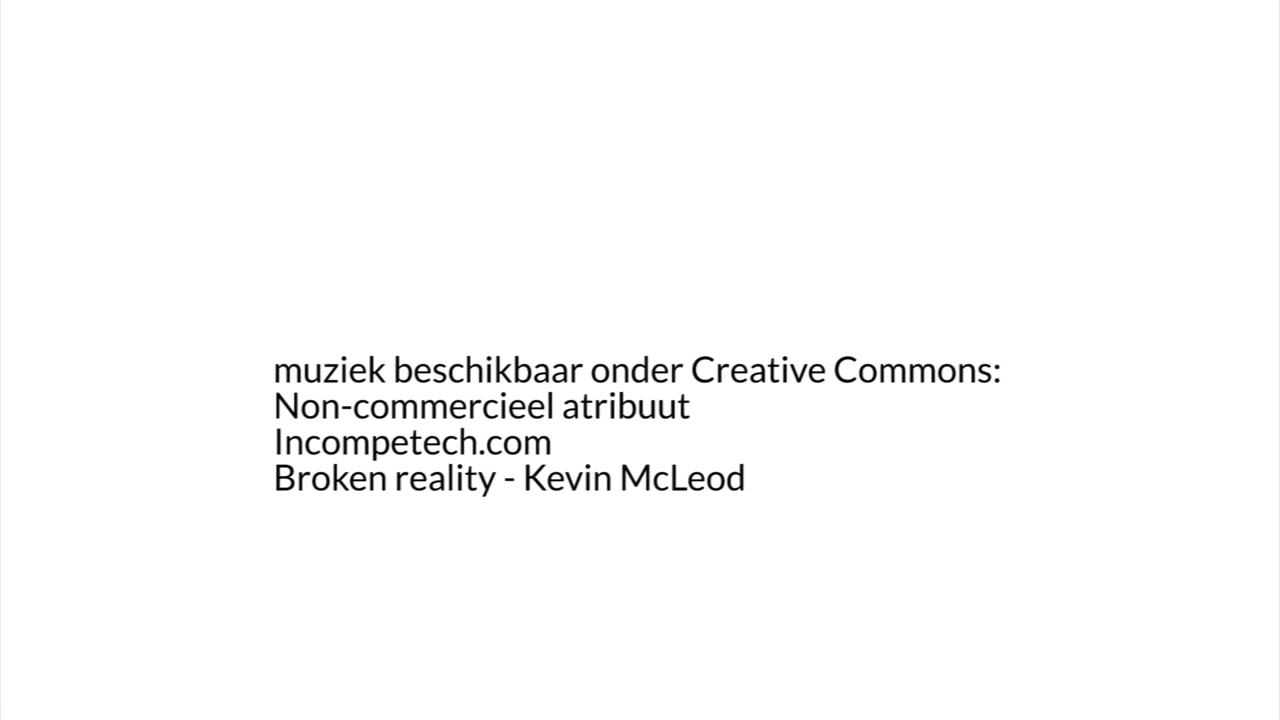 muziek beschikbaar onder Creative Commons:
Non-commercieel atribuut
Incompetech.com
Broken reality - Kevin McLeod